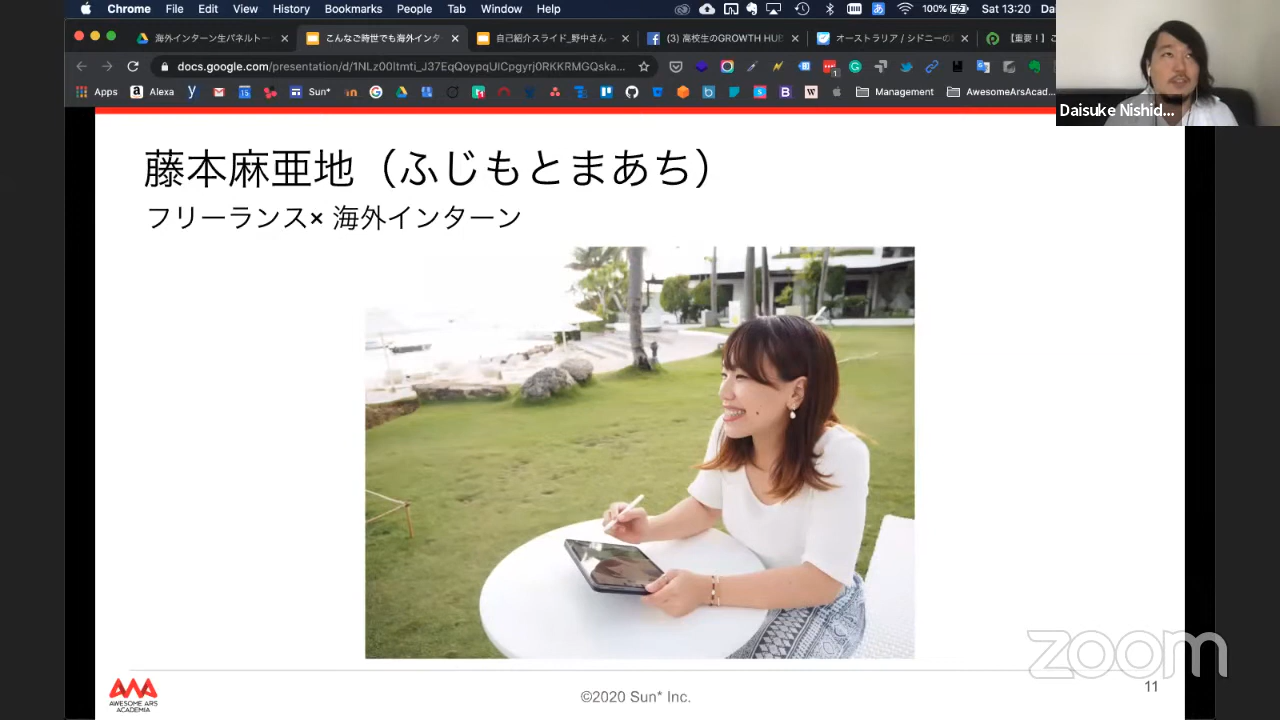 Chrome File Edit View History Bookmarks People Tab Window Help 100% Sat 13:20 Da
海外インターン生パネルトー
こんなご時世でも海外インタ
自己紹介スライド_野中さん
(3) 高校生のGROWTH HU
オーストラリア / シドニーの
【重要！】こ
docs.google.com/presentation/d/1NLz00Itmti_J37EqQoypqUICpgyrj0RKKRMGQska...
Apps Alexa Sun* Management AwesomeArsAcad
Daisuke Nishid...
藤本麻亜地（ふじもとまあち）
フリーランス× 海外インターン
zoom
AWESOME ARS
ACADEMIA
©2020 Sun* Inc.
11